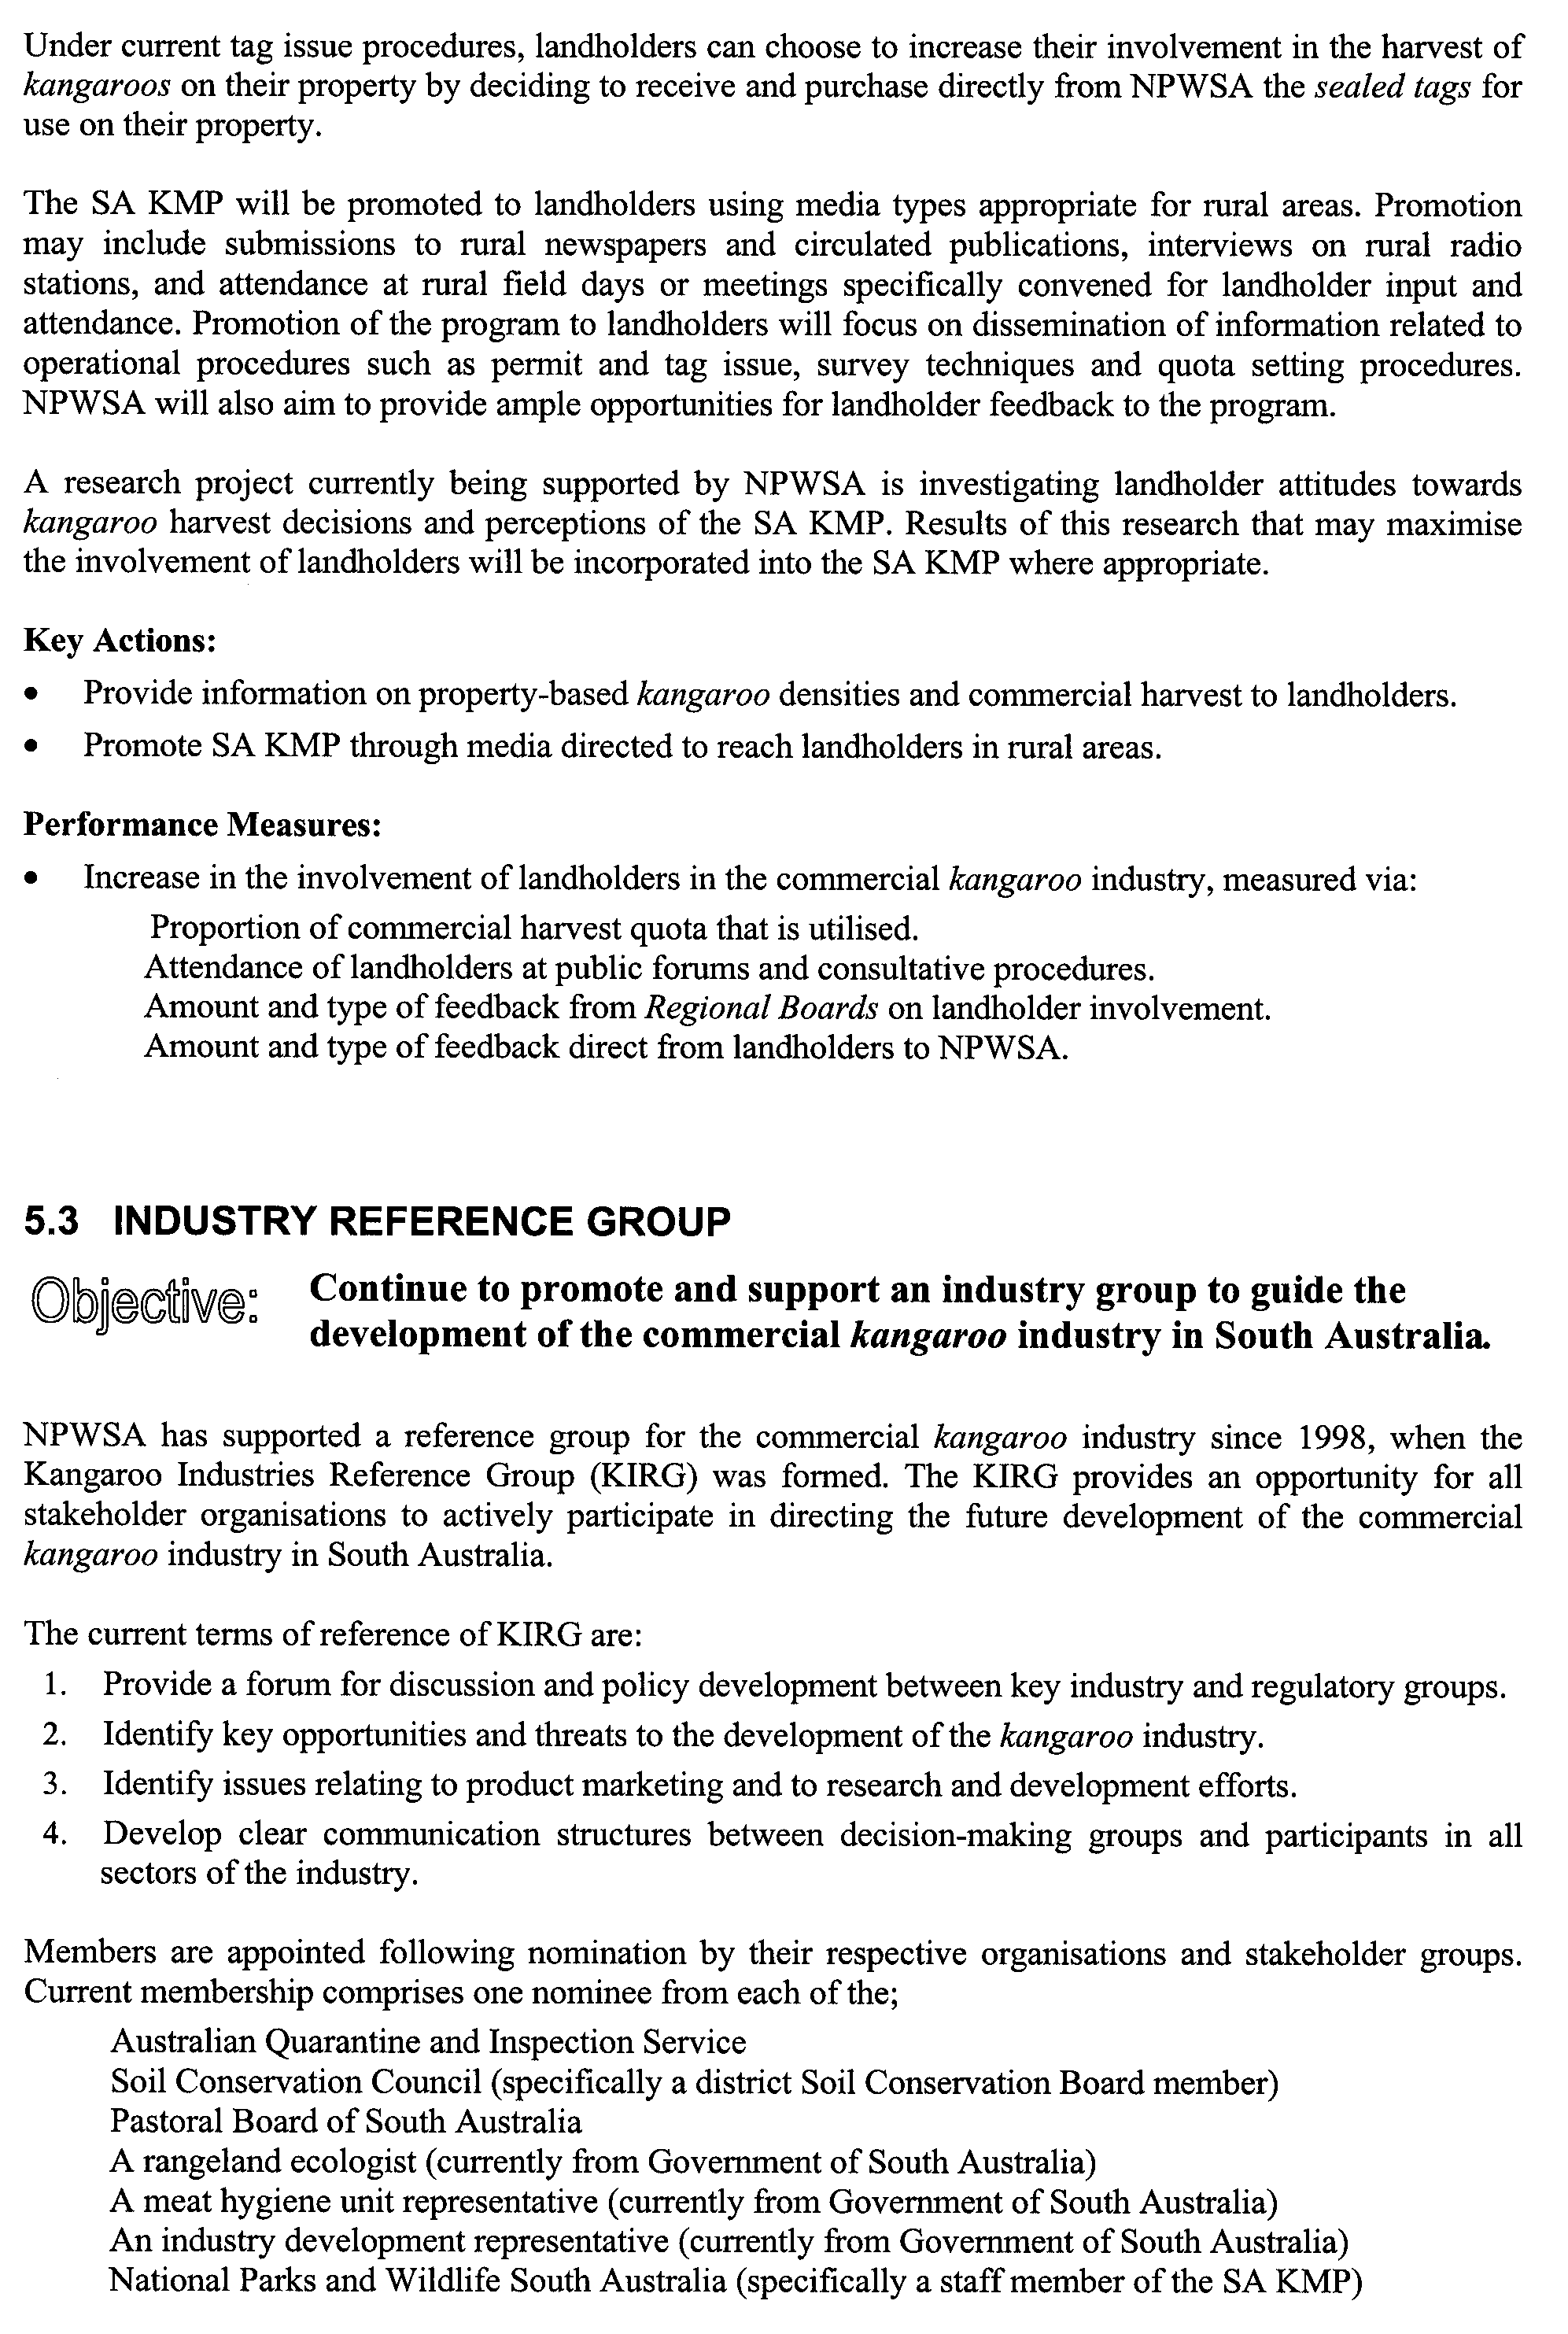 Under current tag issue procedures, landholders can choose to increase their involvement in the harvest of
kangaroos on their property by deciding to receive and purchase directly from NPWSA the sealed tags for
use on their property.
The SA KMP will be promoted to landholders using media types appropriate for rural areas. Promotion
may include submissions to rural newspapers and circulated publications, interviews on rural radio
stations, and attendance at rural field days or meetings specifically convened for landholder input and
attendance. Promotion of the program to landholders will focus on dissemination of information related to
operational procedures such as permit and tag issue, survey techniques and quota setting procedures.
NPWSA will also aim to provide ample opportunities for landholder feedback to the program.
A research project currently being supported by NPWSA is investigating landholder attitudes towards
kangaroo harvest decisions and perceptions of the SA KMP. Results of this research that may maximise
the involvement of landholders will be incorporated into the SA KMP where appropriate.
Key Actions:
• Provide information on property-based kangaroo densities and commercial harvest to landholders.
• Promote SA KMP through media directed to reach landholders in rural areas.
Performance Measures:
• Increase in the involvement of landholders in the commercial kangaroo industry, measured via:
Proportion of commercial harvest quota that is utilised.
Attendance of landholders at public forums and consultative procedures.
Amount and type of feedback from Regional Boards on landholder involvement.
Amount and type of feedback direct from landholders to NPWSA.
5.3 INDUSTRY REFERENCE GROUP
Objective: Continue to promote and support an industry group to guide the
development of the commercial kangaroo industry in South Australia.
NPWSA has supported a reference group for the commercial kangaroo industry since 1998, when the
Kangaroo Industries Reference Group (KIRG) was formed. The KIRG provides an opportunity for all
stakeholder organisations to actively participate in directing the future development of the commercial
kangaroo industry in South Australia.
The current terms of reference of KIRG are:
1. Provide a forum for discussion and policy development between key industry and regulatory groups.
2. Identify key opportunities and threats to the development of the kangaroo industry.
3. Identify issues relating to product marketing and to research and development efforts.
4. Develop clear communication structures between decision-making groups and participants in all
sectors of the industry.
Members are appointed following nomination by their respective organisations and stakeholder groups.
Current membership comprises one nominee from each of the;
Australian Quarantine and Inspection Service
Soil Conservation Council (specifically a district Soil Conservation Board member)
Pastoral Board of South Australia
A rangeland ecologist (currently from Government of South Australia)
A meat hygiene unit representative (currently from Government of South Australia)
An industry development representative (currently from Government of South Australia)
National Parks and Wildlife South Australia (specifically a staff member of the SA KMP)